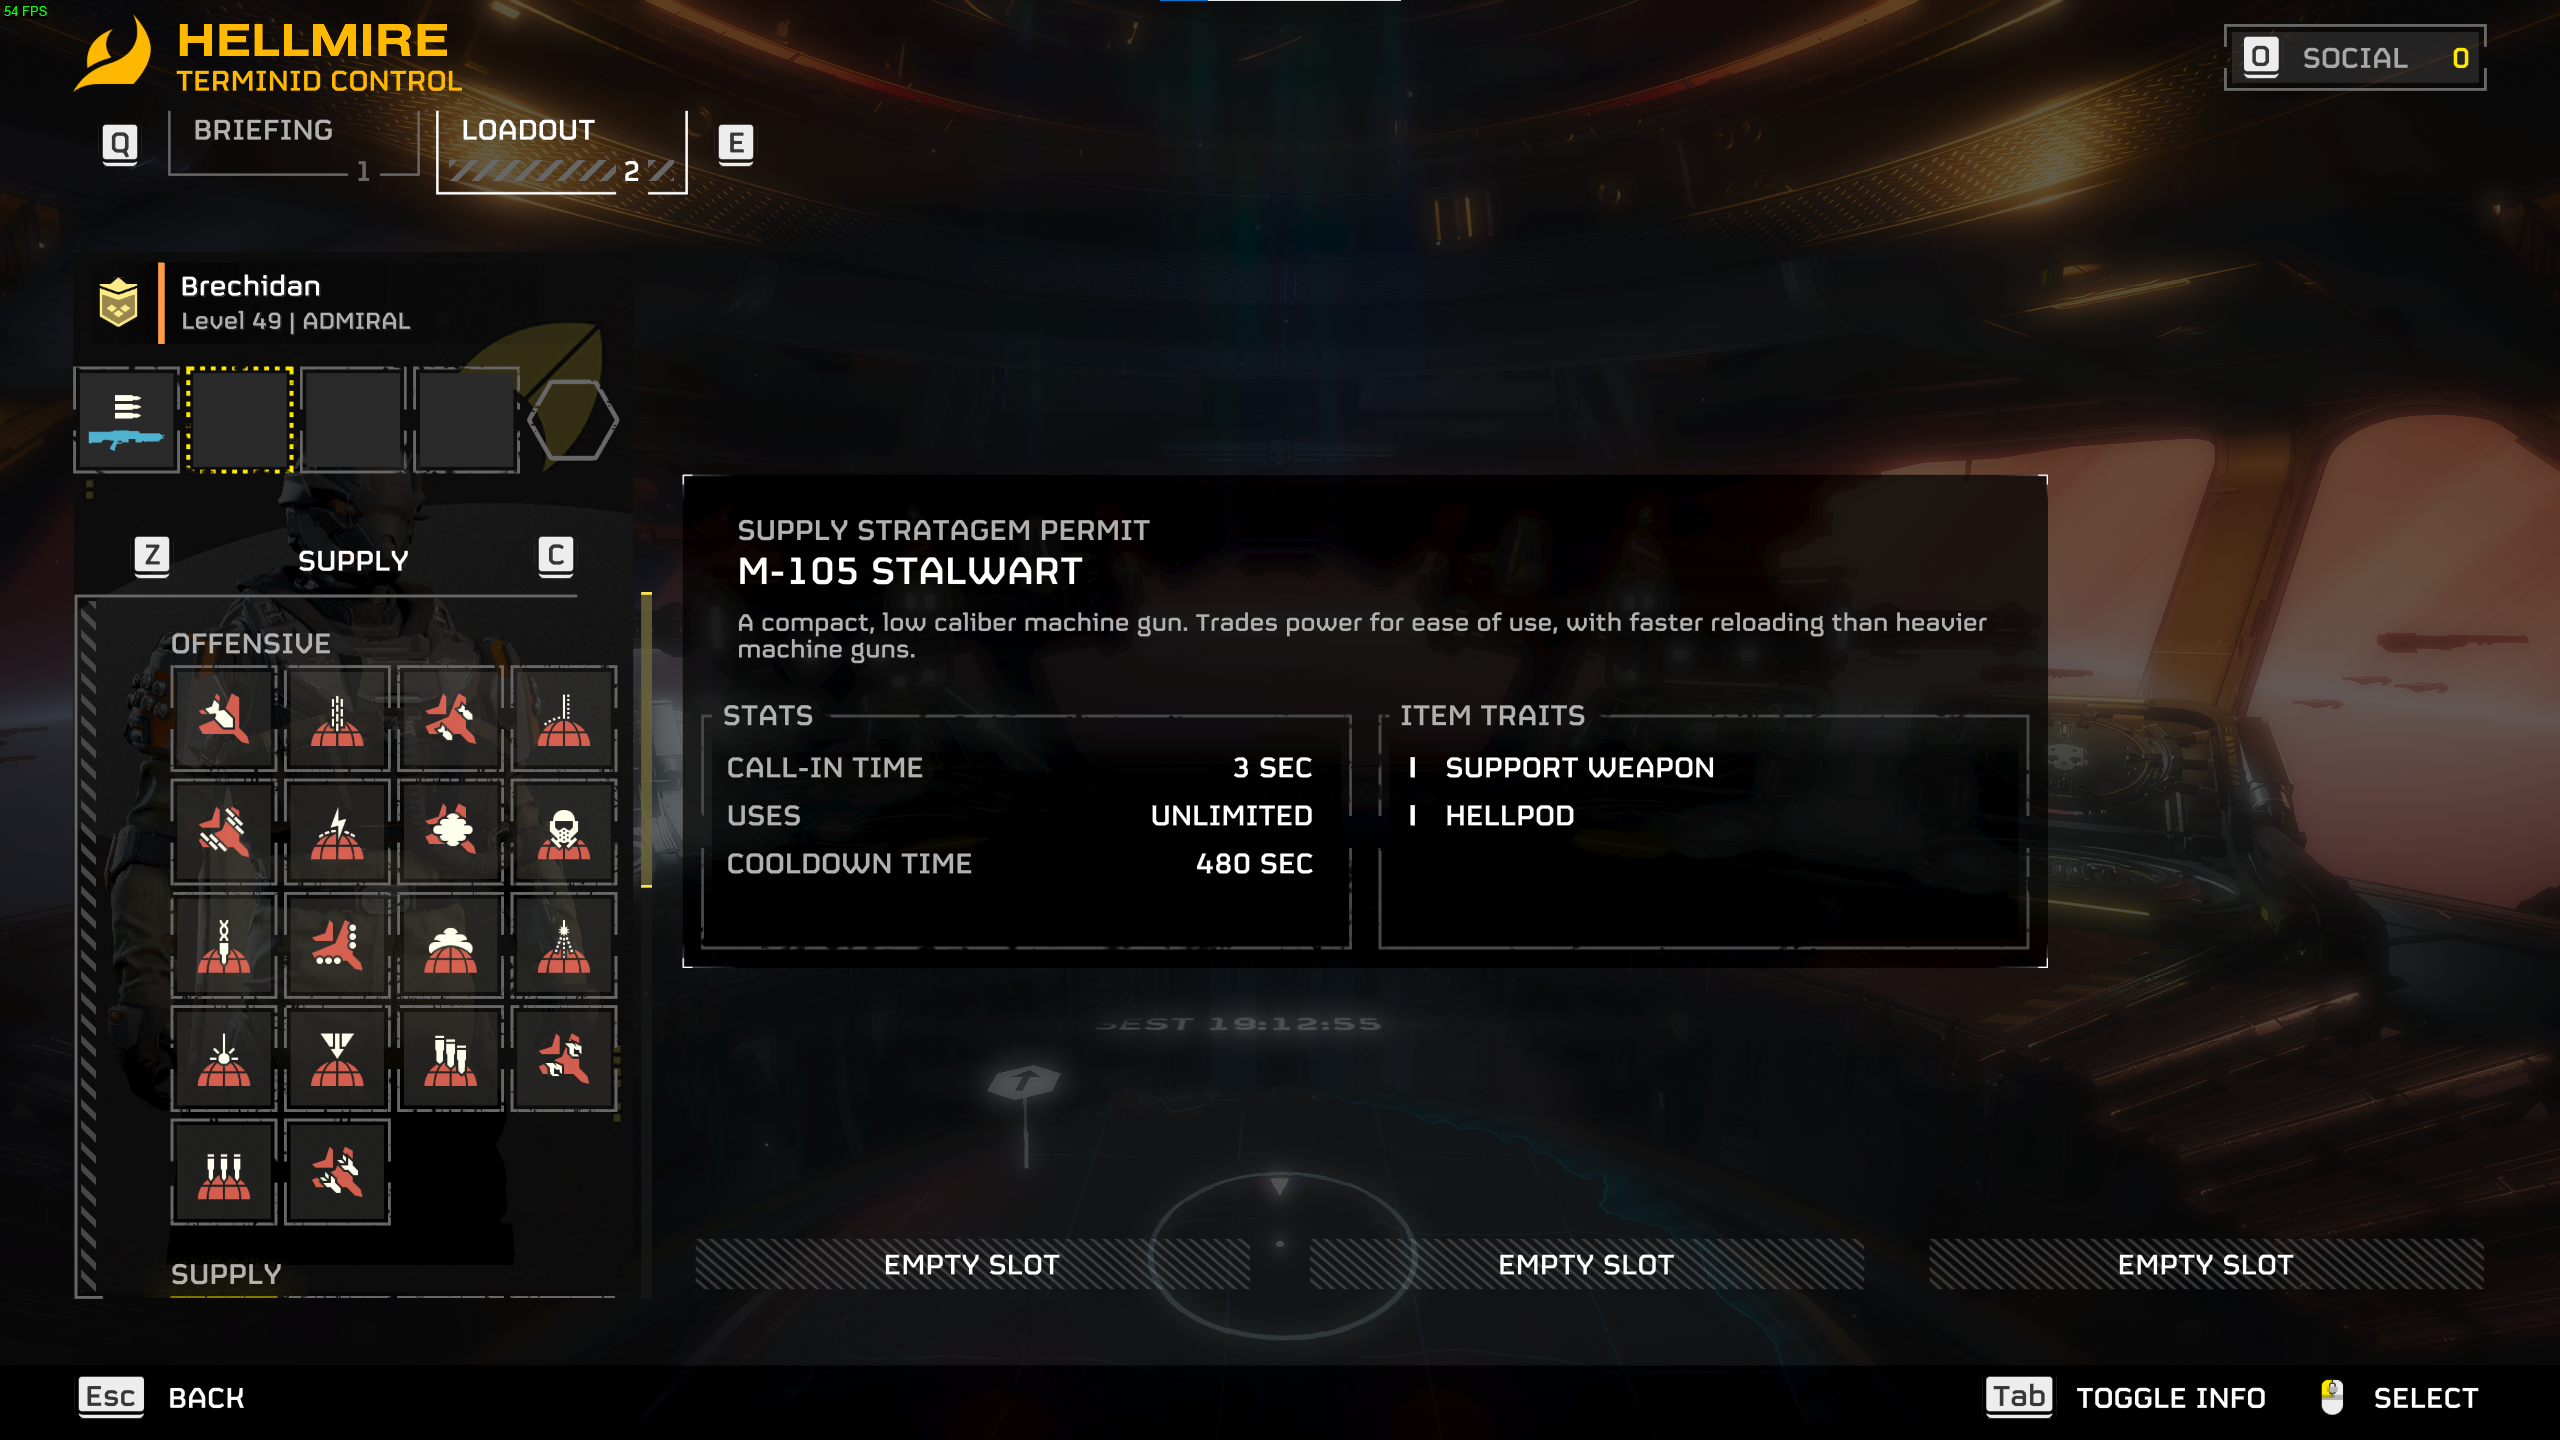 54 FPS
HELLMIRE
TERMINID CONTROL
O SOCIAL 0
Q BRIEFING 1 LOADOUT 2 E
Brechidan
Level 49 | ADMIRAL
Z SUPPLY C
OFFENSIVE
SUPPLY
SUPPLY STRATAGEM PERMIT
M-105 STALWART
A compact, low caliber machine gun. Trades power for ease of use, with faster reloading than heavier
machine guns.
STATS
CALL-IN TIME 3 SEC
USES UNLIMITED
COOLDOWN TIME 480 SEC
ITEM TRAITS
SUPPORT WEAPON
HELLPOD
19:12:55
EMPTY SLOT EMPTY SLOT EMPTY SLOT
Esc BACK
Tab TOGGLE INFO SELECT